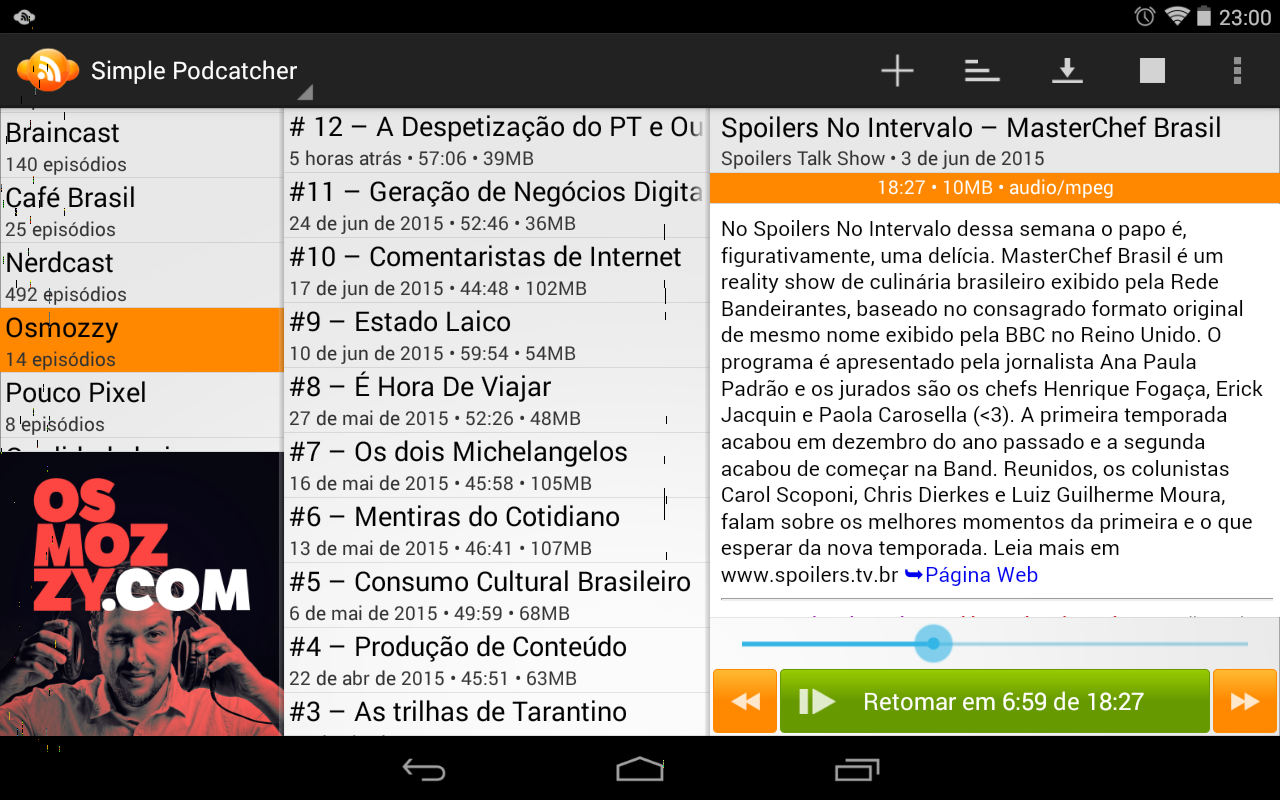 23:00
Simple Podcatcher
Braincast
140 episódios
Café Brasil
25 episódios
Nerdcast
492 episódios
Osmozzy
14 episódios
Pouco Pixel
8 episódios
OS
MOZ
ZY.COM
# 12 – A Despetização do PT e Ou
5 horas atrás • 57:06 • 39MB
#11 – Geração de Negócios Digita
24 de jun de 2015 • 52:46 • 36MB
#10 – Comentaristas de Internet
17 de jun de 2015 • 44:48 • 102MB
#9 – Estado Laico
10 de jun de 2015 • 59:54 • 54MB
#8 – É Hora De Viajar
27 de mai de 2015 • 52:26 • 48MB
#7 – Os dois Michelangelos
16 de mai de 2015 • 45:58 • 105MB
#6 – Mentiras do Cotidiano
13 de mai de 2015 • 46:41 • 107MB
#5 – Consumo Cultural Brasileiro
6 de mai de 2015 • 49:59 • 68MB
#4 – Produção de Conteúdo
22 de abr de 2015 • 45:51 • 63MB
#3 – As trilhas de Tarantino
Spoilers No Intervalo – MasterChef Brasil
Spoilers Talk Show • 3 de jun de 2015
18:27 • 10MB • audio/mpeg
No Spoilers No Intervalo dessa semana o papo é,
figurativamente, uma delícia. MasterChef Brasil é um
reality show de culinária brasileiro exibido pela Rede
Bandeirantes, baseado no consagrado formato original
de mesmo nome exibido pela BBC no Reino Unido. O
programa é apresentado pela jornalista Ana Paula
Padrão e os jurados são os chefs Henrique Fogaça, Erick
Jacquin e Paola Carosella (<3). A primeira temporada
acabou em dezembro do ano passado e a segunda
acabou de começar na Band. Reunidos, os colunistas
Carol Scoponi, Chris Dierkes e Luiz Guilherme Moura,
falam sobre os melhores momentos da primeira e o que
esperar da nova temporada. Leia mais em
www.spoilers.tv.br ➥Página Web
Retomar em 6:59 de 18:27